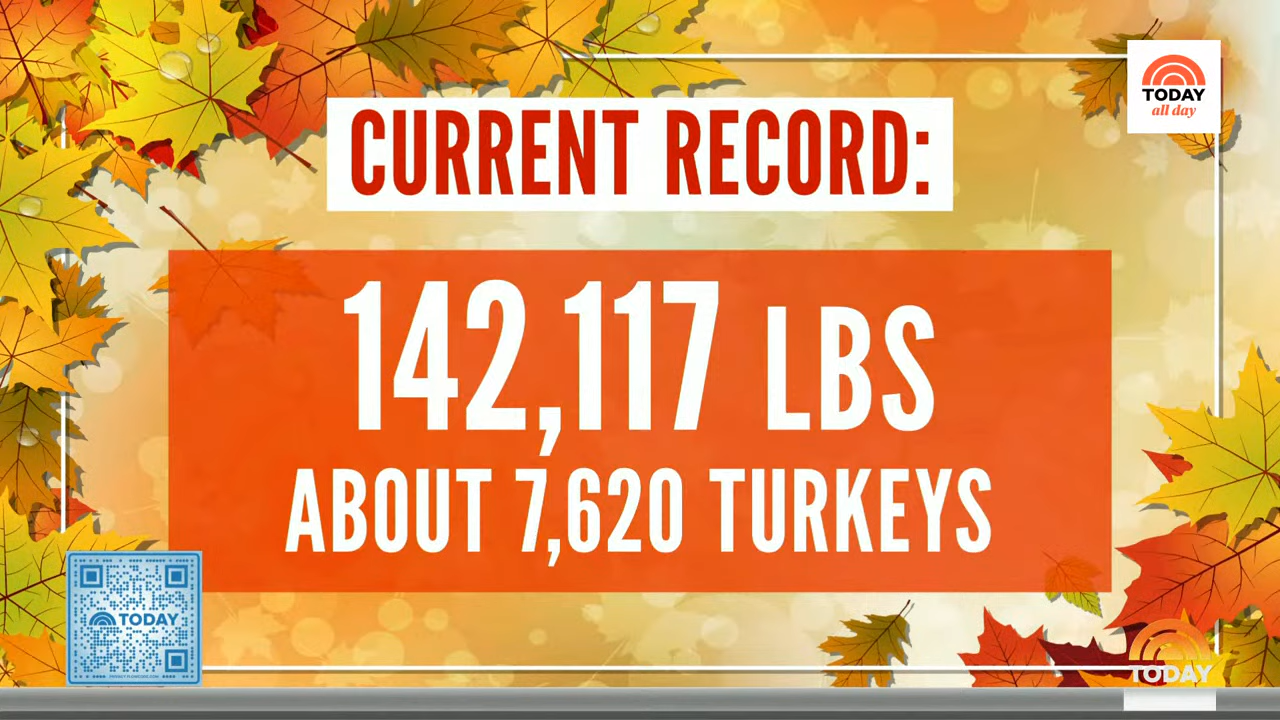 TODAY
all day
CURRENT RECORD:
142,117 LBS
ABOUT 7,620 TURKEYS
TODAY
TODAY